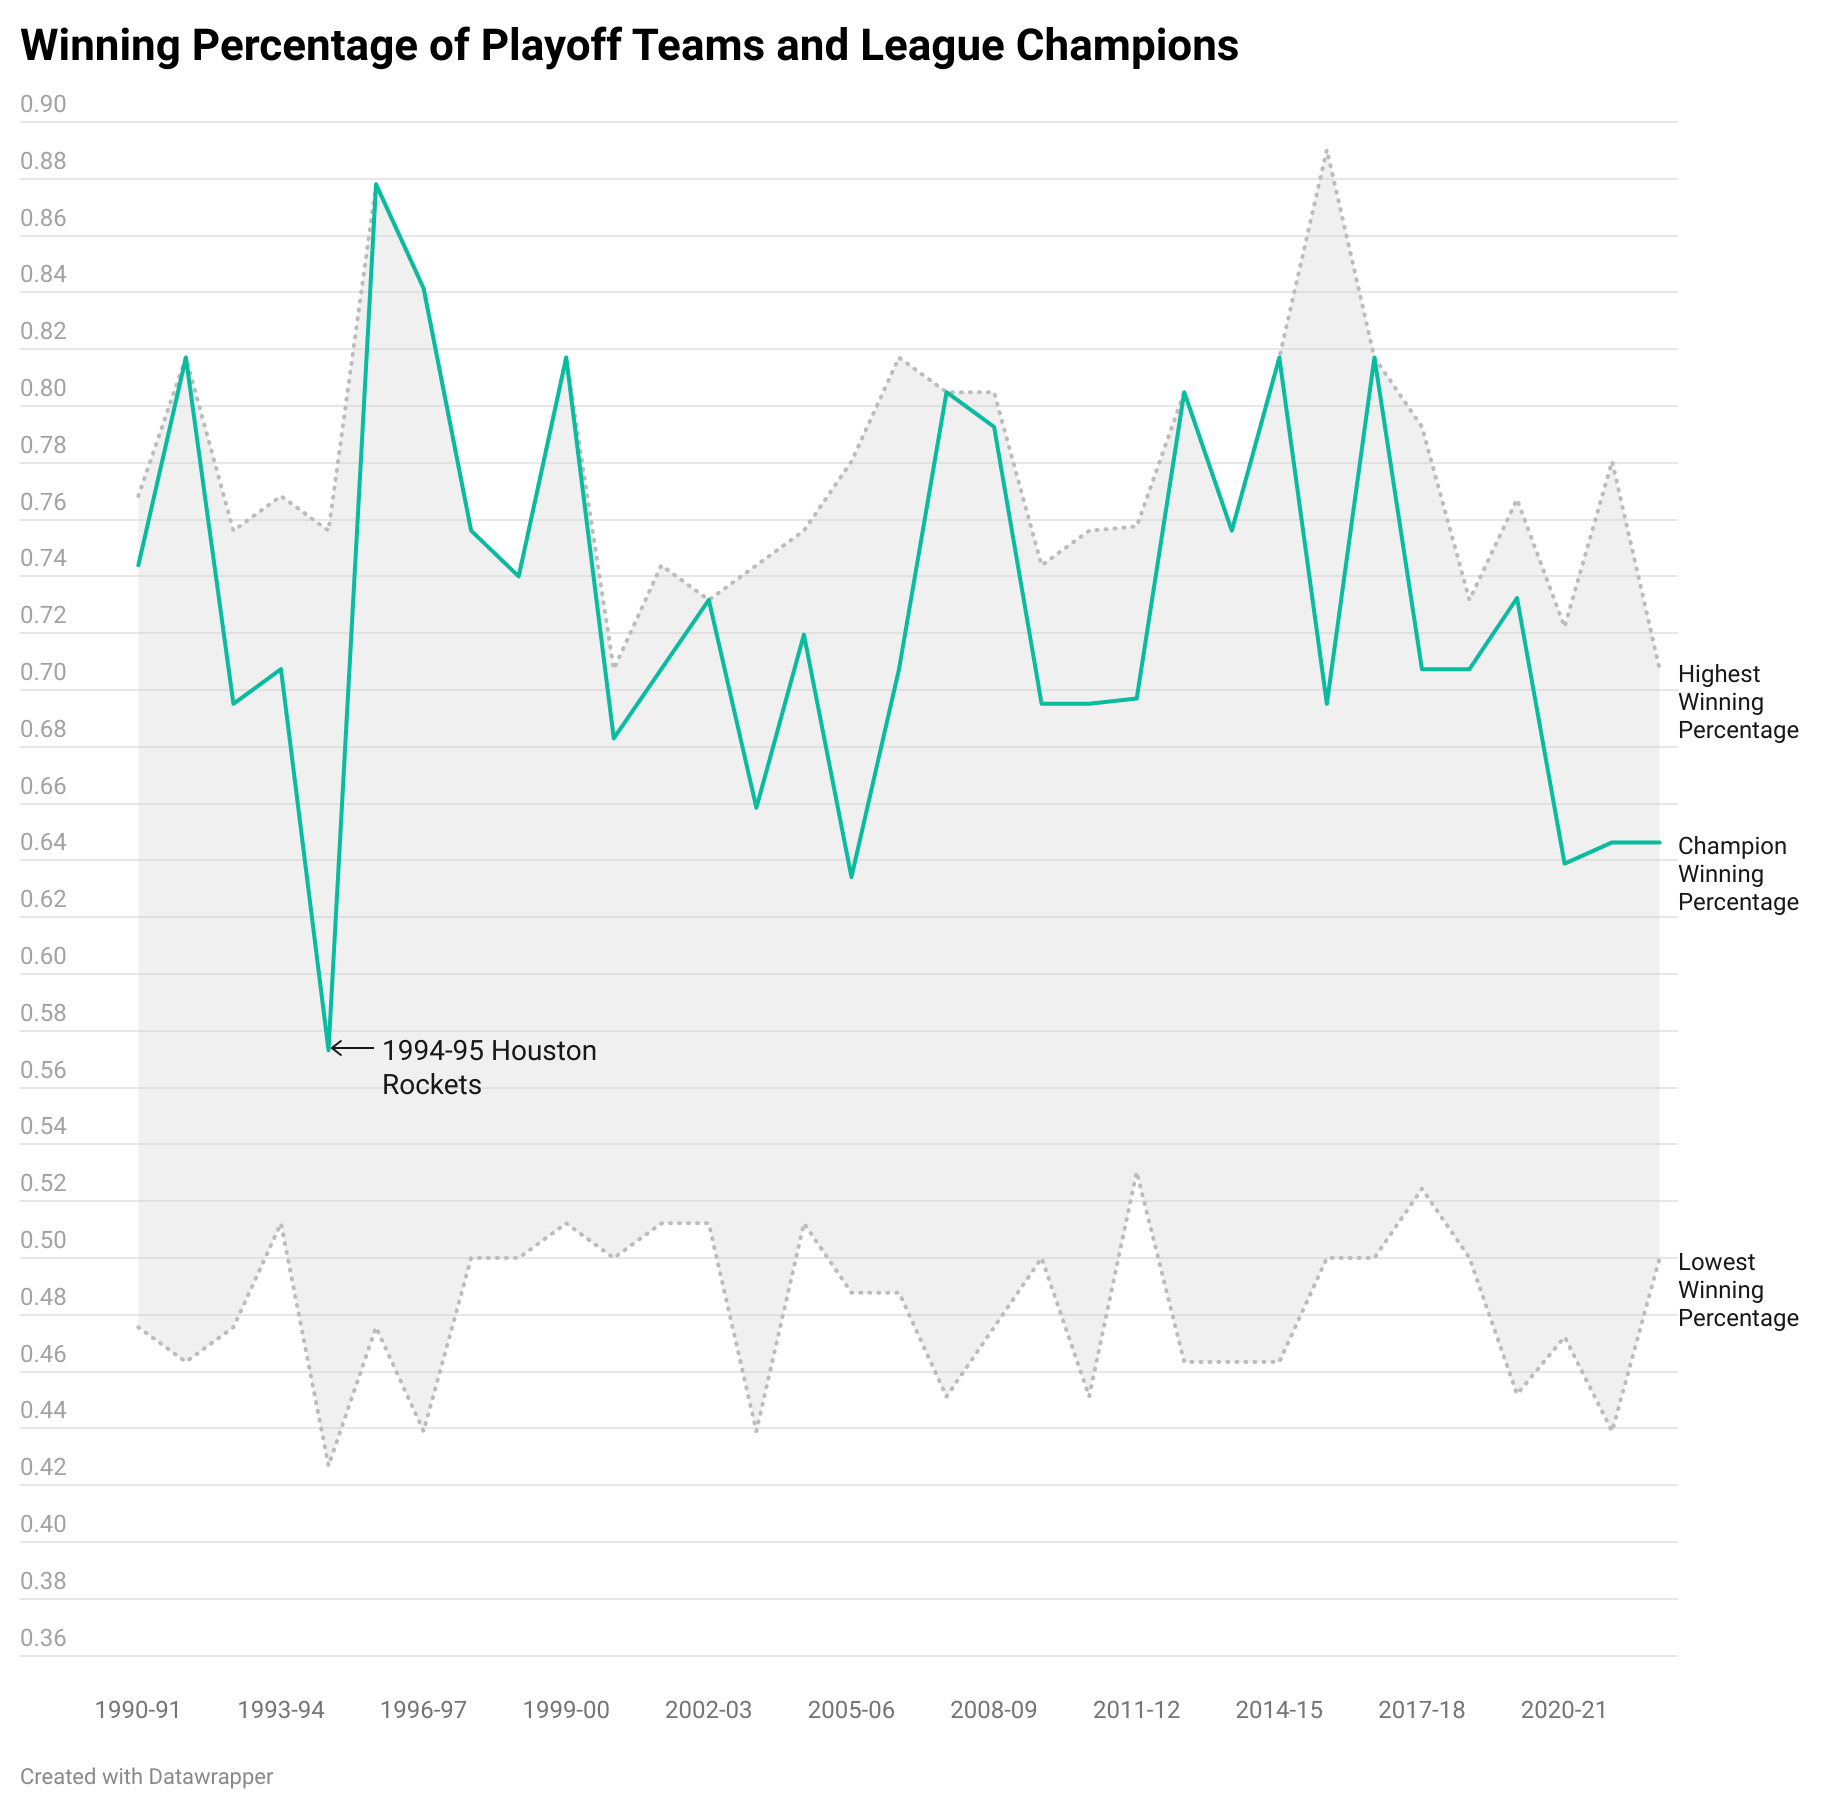 Winning Percentage of Playoff Teams and League Champions
0.90
0.88
0.86
0.84
0.82
0.80
0.78
0.76
0.74
0.72
0.70
Highest
Winning
Percentage
0.68
0.66
0.64
Champion
Winning
Percentage
0.62
0.60
0.58
1994-95 Houston
Rockets
0.56
0.54
0.52
0.50
Lowest
Winning
Percentage
0.48
0.46
0.44
0.42
0.40
0.38
0.36
1990-91 1993-94 1996-97 1999-00 2002-03 2005-06 2008-09 2011-12 2014-15 2017-18 2020-21
Created with Datawrapper